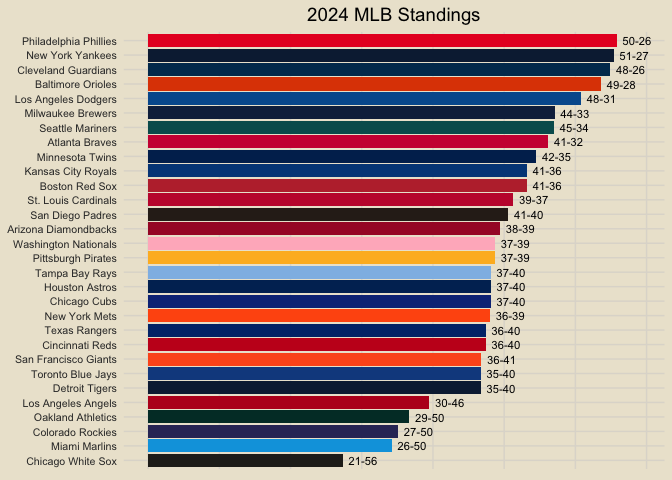 2024 MLB Standings
Philadelphia Phillies 50-26
New York Yankees 51-27
Cleveland Guardians 48-26
Baltimore Orioles 49-28
Los Angeles Dodgers 48-31
Milwaukee Brewers 44-33
Seattle Mariners 45-34
Atlanta Braves 41-32
Minnesota Twins 42-35
Kansas City Royals 41-36
Boston Red Sox 41-36
St. Louis Cardinals 39-37
San Diego Padres 41-40
Arizona Diamondbacks 38-39
Washington Nationals 37-39
Pittsburgh Pirates 37-39
Tampa Bay Rays 37-40
Houston Astros 37-40
Chicago Cubs 37-40
New York Mets 36-39
Texas Rangers 36-40
Cincinnati Reds 36-40
San Francisco Giants 36-41
Toronto Blue Jays 35-40
Detroit Tigers 35-40
Los Angeles Angels 30-46
Oakland Athletics 29-50
Colorado Rockies 27-50
Miami Marlins 26-50
Chicago White Sox 21-56